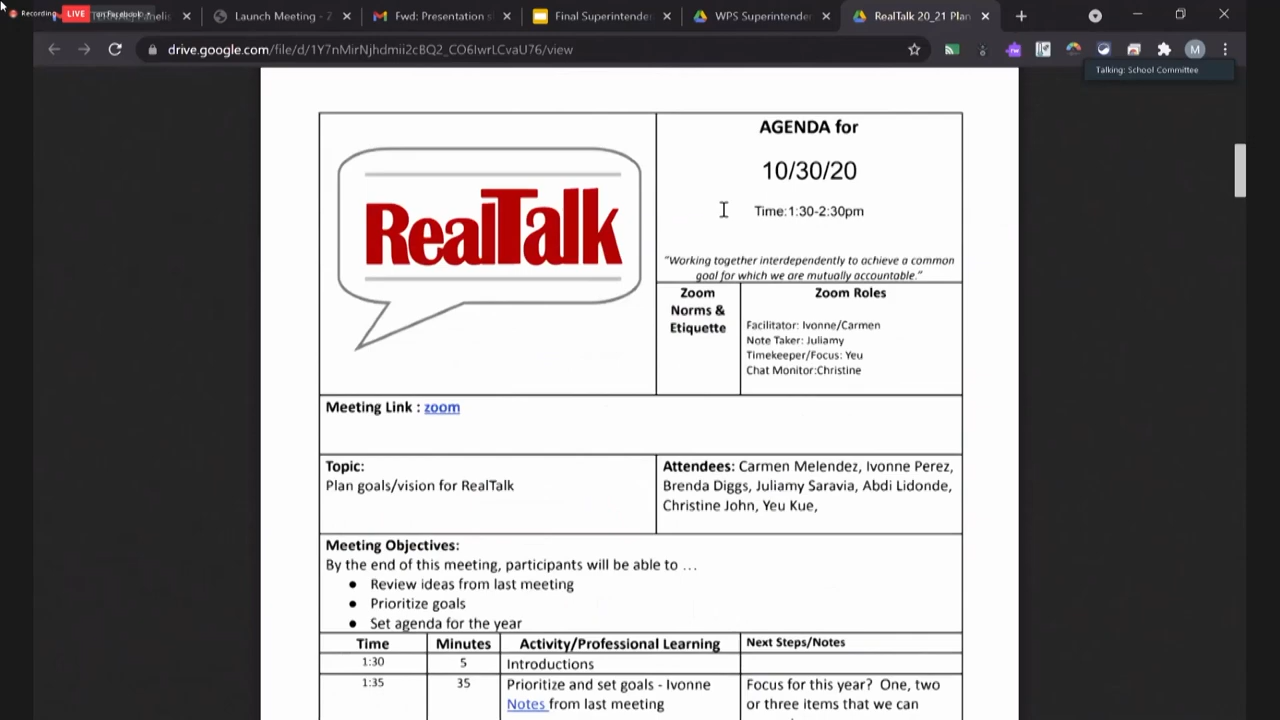 Recording
LIVE on Facebook
Launch Meeting - Z
Fwd: Presentation s
Final Superintender
WPS Superintender
RealTalk 20_21 Plan
drive.google.com/file/d/1Y7nMirNjhdmii2cBQ2_CO6IwrLCvaU76/view
M
Talking: School Committee
RealTalk
AGENDA for
10/30/20
Time:1:30-2:30pm
"Working together interdependently to achieve a common
goal for which we are mutually accountable."
Zoom
Norms &
Etiquette
Zoom Roles
Facilitator: Ivonne/Carmen
Note Taker: Juliamy
Timekeeper/Focus: Yeu
Chat Monitor:Christine
Meeting Link : zoom
Topic:
Plan goals/vision for RealTalk
Attendees: Carmen Melendez, Ivonne Perez,
Brenda Diggs, Juliamy Saravia, Abdi Lidonde,
Christine John, Yeu Kue,
Meeting Objectives:
By the end of this meeting, participants will be able to …
• Review ideas from last meeting
• Prioritize goals
• Set agenda for the year
Time Minutes Activity/Professional Learning Next Steps/Notes
1:30 5 Introductions
1:35 35 Prioritize and set goals - Ivonne
Notes from last meeting
Focus for this year? One, two
or three items that we can